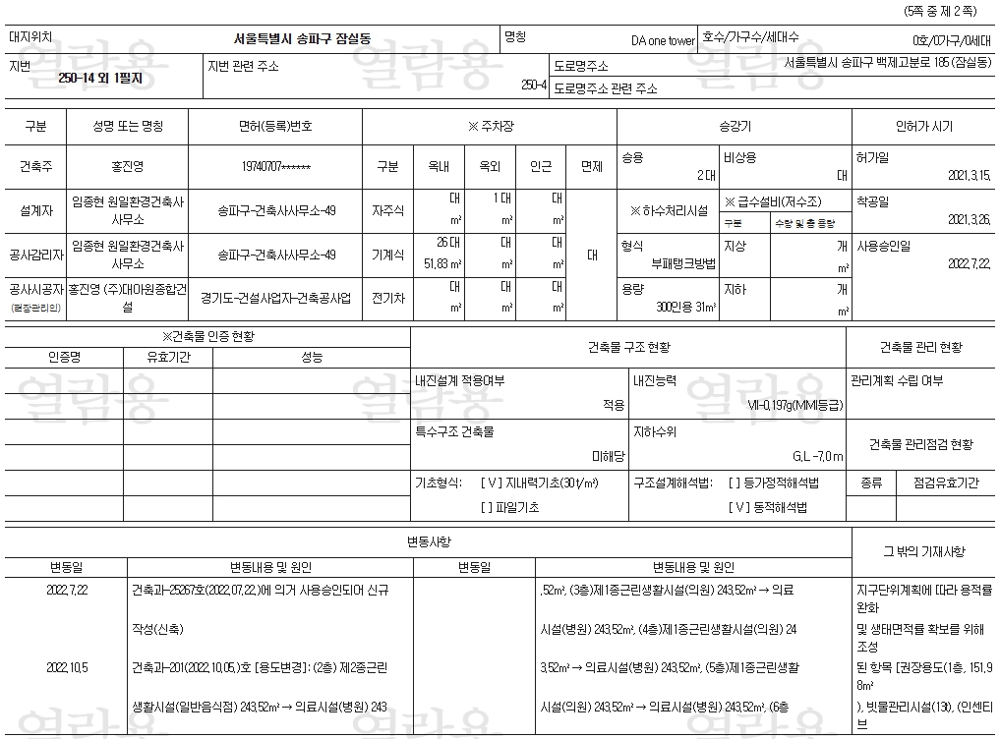 (5쪽 중 제 2 쪽)
대지위치 서울특별시 송파구 잠실동 명칭 DA one tower 호수/가구수/세대수 0호/0가구/0세대
지번 250-14 외 1필지 지번 관련 주소 250-4 도로명주소 서울특별시 송파구 백제고분로 185 (잠실동)
도로명주소 관련 주소
구분 성명 또는 명칭 면허(등록)번호 ※ 주차장 승강기 인허가 시기
건축주 홍진영 19740707****** 구분 옥내 옥외 인근 면제 승용 2 대 비상용 대 허가일 2021.3.15.
설계자 임종현 원일환경건축사사무소 송파구-건축사사무소-49 자주식 대 ㎡ 1 대 ㎡ 대 ㎡ 대 ※ 하수처리시설 ※ 급수설비(저수조) 착공일 2021.3.26.
구분 수량 및 총 용량
공사감리자 임종현 원일환경건축사사무소 송파구-건축사사무소-49 기계식 26 대 51.83 ㎡ 대 ㎡ 대 ㎡ 형식 부패탱크방법 지상 개 ㎡ 사용승인일 2022.7.22.
공사시공자 (현장관리인) 홍진영 (주)대아원종합건설 경기도-건설사업자-건축공사업 전기차 대 ㎡ 대 ㎡ 대 ㎡ 용량 300인용 31㎥ 지하 개 ㎥
※건축물 인증 현황 건축물 구조 현황 건축물 관리 현황
인증명 유효기간 성능
내진설계 적용여부 적용 내진능력 Ⅶ-0.197g(MMI등급) 관리계획 수립 여부
특수구조 건축물 미해당 지하수위 G.L -7.0 m 건축물 관리점검 현황
기초형식: [ V ] 지내력기초(30t/㎡) 구조설계해석법: [ ] 등가정적해석법 종류 점검유효기간
[ ] 파일기초 [ V ] 동적해석법
변동사항 그 밖의 기재사항
변동일 변동내용 및 원인 변동일 변동내용 및 원인
2022.7.22 건축과-25267호(2022.07.22.)에 의거 사용승인되어 신규
작성(신축)
2022.10.5 건축과-201(2022.10.05.)호 [용도변경]: (2층) 제2종근린
생활시설(일반음식점) 243.52㎡ → 의료시설(병원) 243
.52㎡, (3층)제1종근린생활시설(의원) 243.52㎡ → 의료
시설(병원) 243.52㎡, (4층)제1종근린생활시설(의원) 24
3.52㎡ → 의료시설(병원) 243.52㎡, (5층)제1종근린생활
시설(의원) 243.52㎡ → 의료시설(병원) 243.52㎡, (6층
지구단위계획에 따라 용적률
완화
및 생태면적률 확보를 위해
조성
된 항목 [권장용도(1층, 151.9
8㎡
), 빗물관리시설(13t), (인센티
브
열람용 열람용 열람용
열람용 열람용 열람용
열람용 열람용 열람용